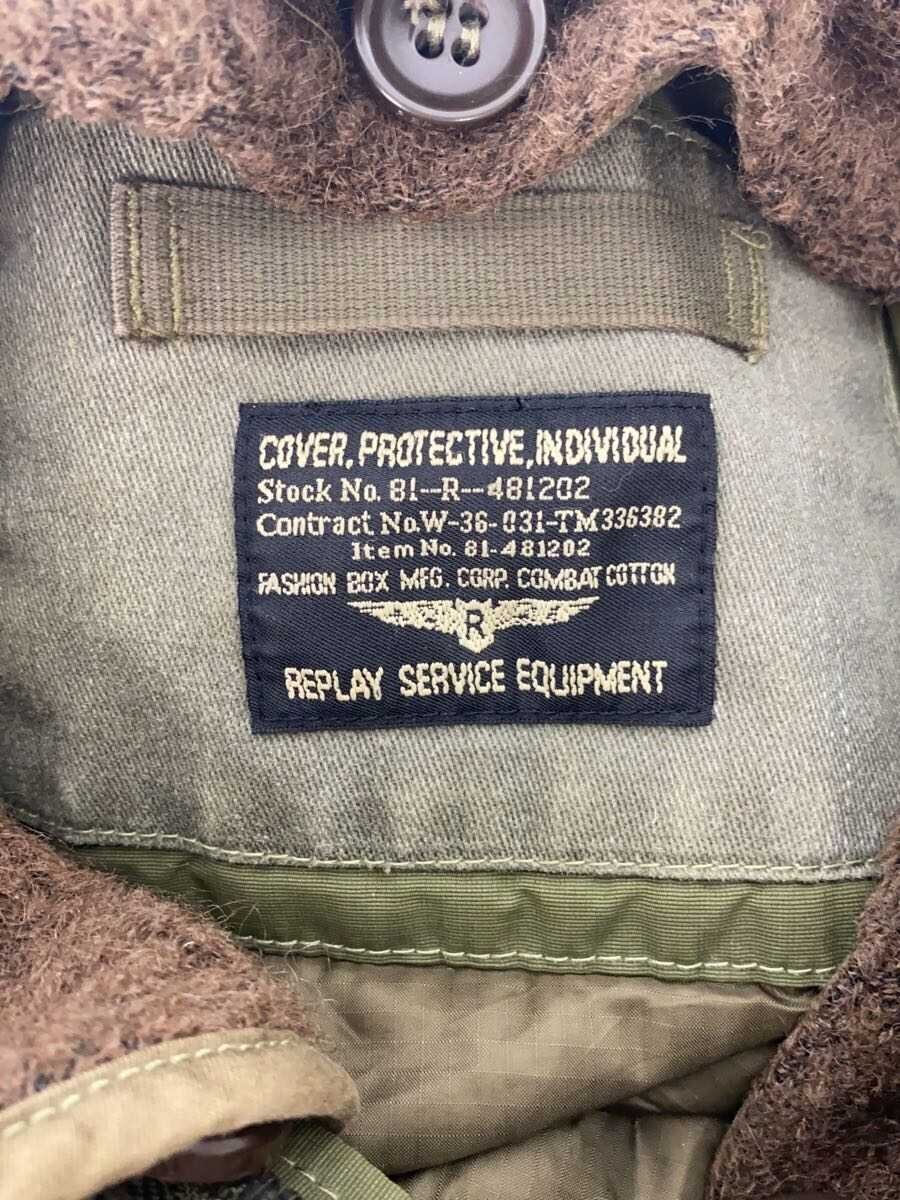 COVER, PROTECTIVE, INDIVIDUAL
Stock No. 81--R--481202
Contract No.W-36-031-TM336382
Item No. 81-481202
FASHION BOX MFG. CORP. COMBAT COTTON
R
REPLAY SERVICE EQUIPMENT